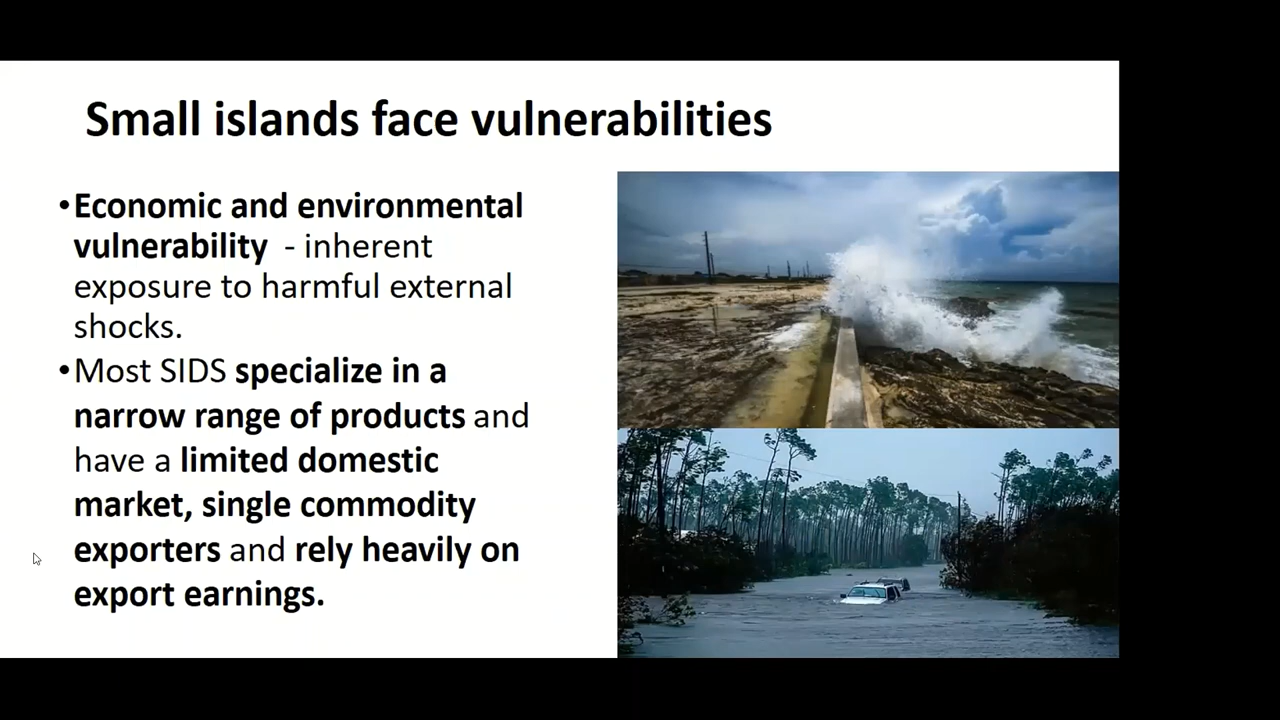 Small islands face vulnerabilities
•Economic and environmental
vulnerability - inherent
exposure to harmful external
shocks.
•Most SIDS specialize in a
narrow range of products and
have a limited domestic
market, single commodity
exporters and rely heavily on
export earnings.